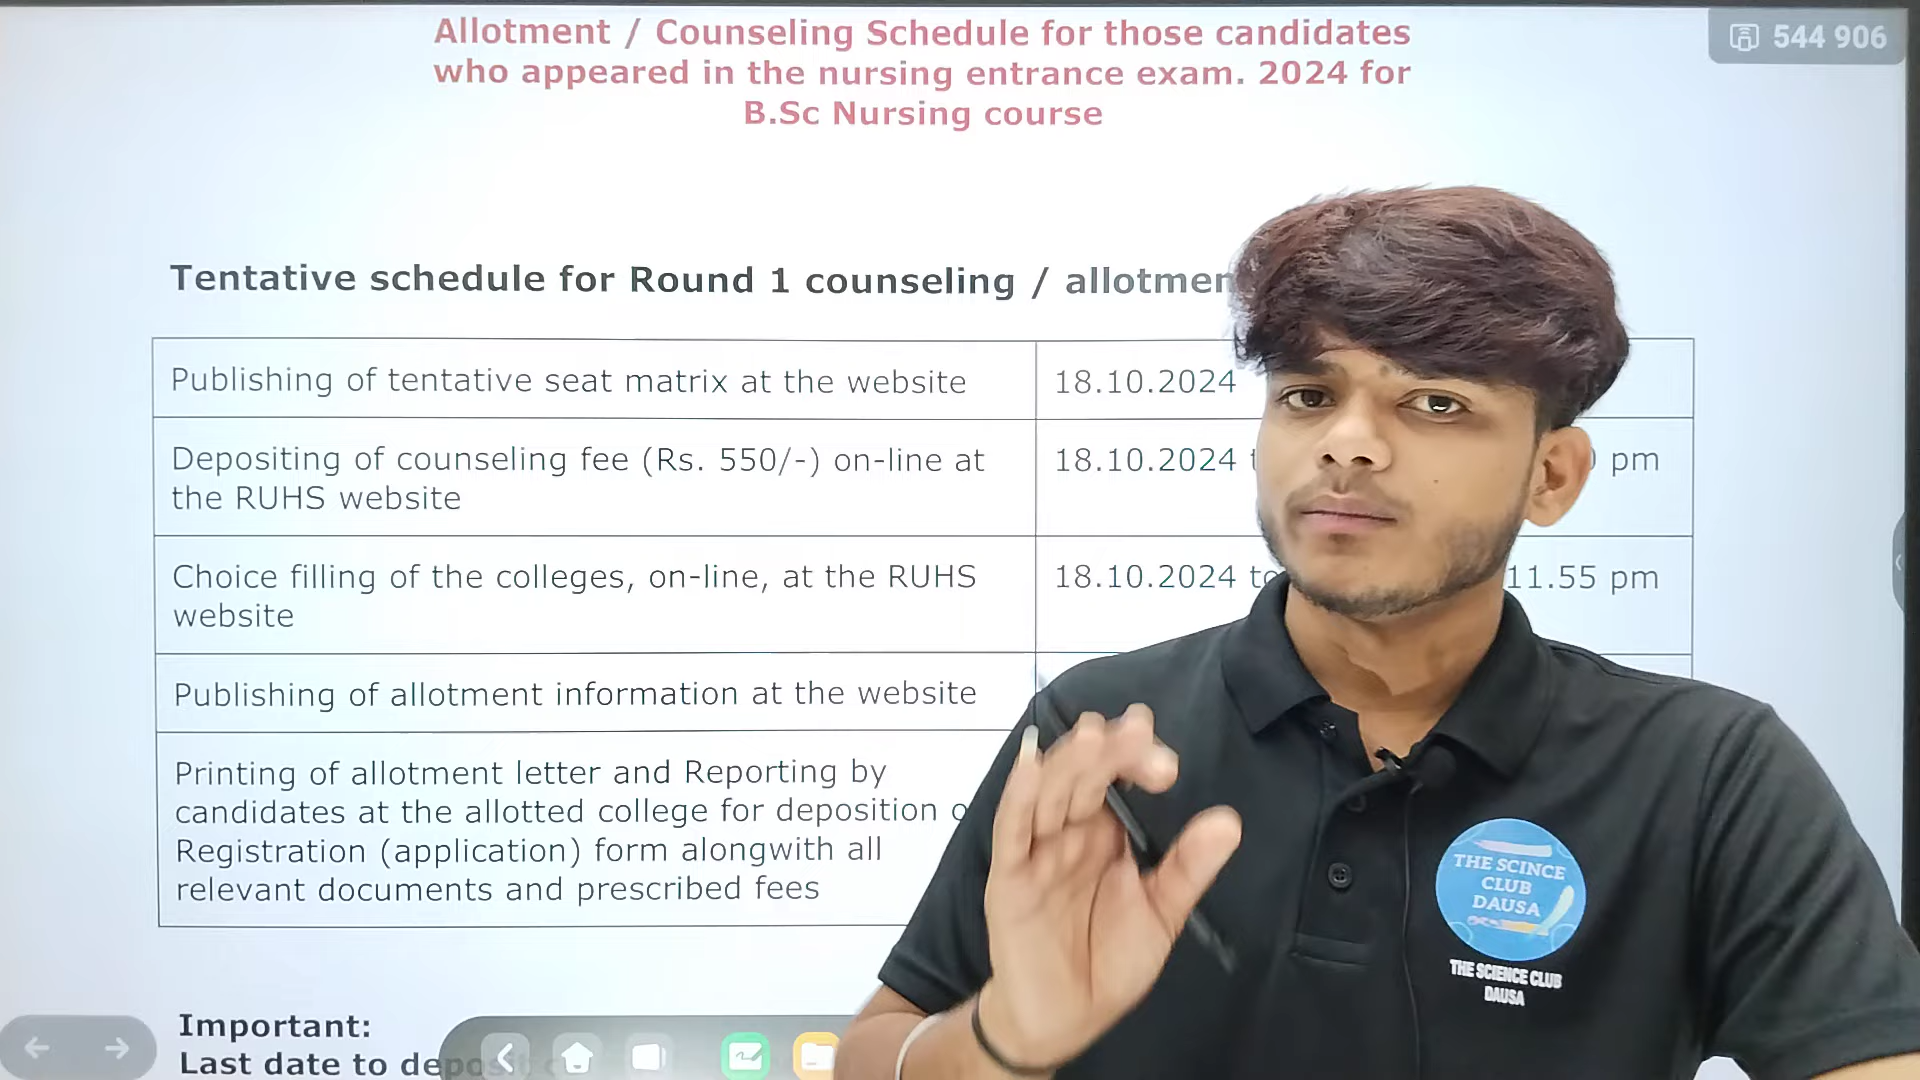 Allotment / Counseling Schedule for those candidates
who appeared in the nursing entrance exam. 2024 for
B.Sc Nursing course
544 906
Tentative schedule for Round 1 counseling /
Publishing of tentative seat matrix at the website
18.10.2024
Depositing of counseling fee (Rs. 550/-) on-line at
the RUHS website
18.10.2024
pm
Choice filling of the colleges, on-line, at the RUHS
website
18.10.2024 to
11.55 pm
Publishing of allotment information at the website
Printing of allotment letter and Reporting by
candidates at the allotted college for deposition
Registration (application) form alongwith all
relevant documents and prescribed fees
Important:
Last date to
THE SCINCE
CLUB
DAUSA
THE SCIENCE CLUB
DAUSA